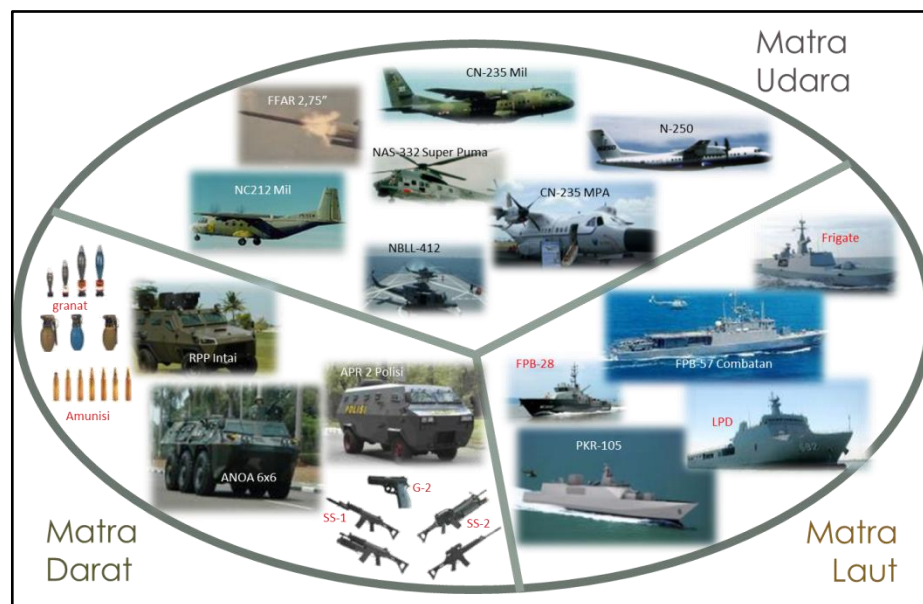 Matra
Udara
CN-235 Mil
FFAR 2,75”
N-250
NAS-332 Super Puma
NC212 Mil
CN-235 MPA
NBLL-412
Frigate
granat
RPP Intai
FPB-57 Combatan
FPB-28
APR 2 Polisi
POLISI
Amunisi
LPD
ANOA 6x6
PKR-105
G-2
SS-1
SS-2
Matra
Darat
Matra
Laut